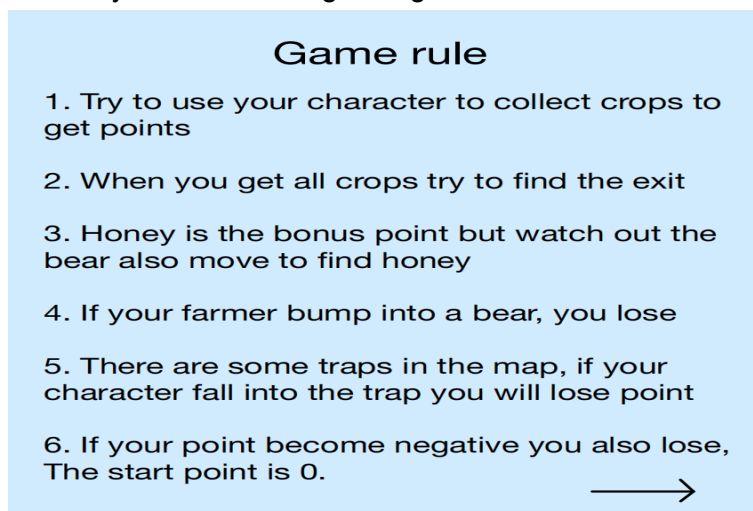 Game rule
1. Try to use your character to collect crops to
get points
2. When you get all crops try to find the exit
3. Honey is the bonus point but watch out the
bear also move to find honey
4. If your farmer bump into a bear, you lose
5. There are some traps in the map, if your
character fall into the trap you will lose point
6. If your point become negative you also lose,
The start point is 0.